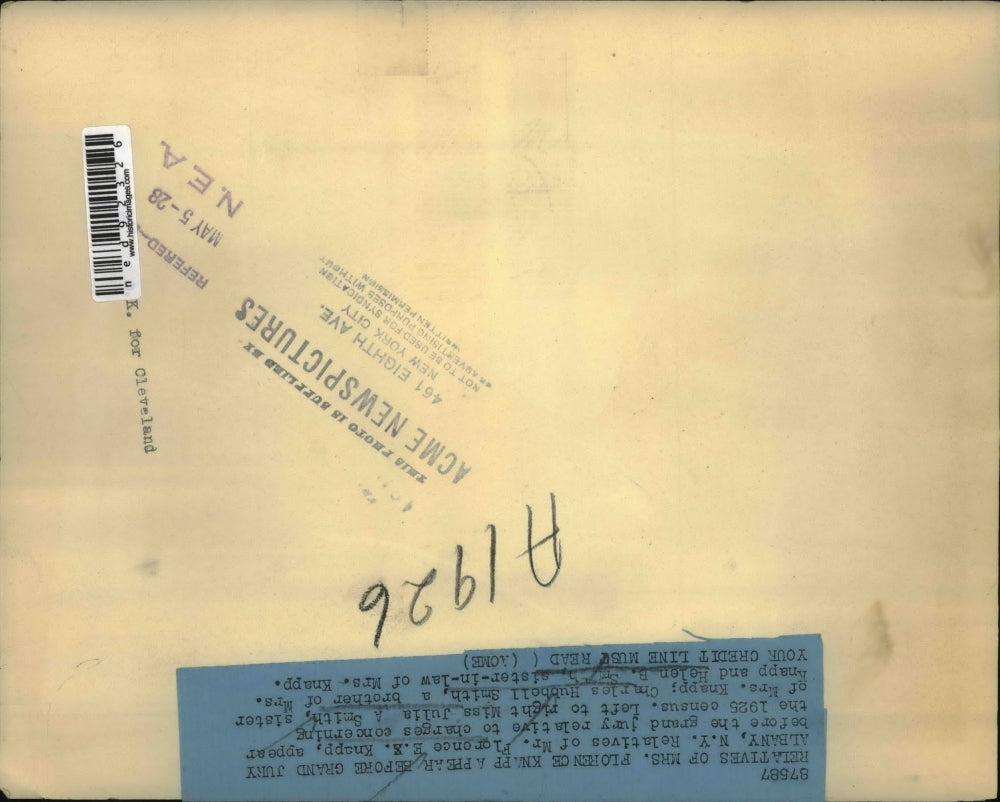 87587
RELATIVES OF MRS. FLORENCE KNAPP APPEAR BEFORE GRAND JURY
ALBANY, N.Y. Relatives of Mr. Florence E.X. Knapp, appear
before the grand jury relative to charges concerning
the 1925 census. Left to right Miss Julia A Smith, sister
of Mrs. Knapp; Charles Hubbell Smith, a brother of Mrs.
Knapp and Helen B. Smith, sister-in-law of Mrs. Knapp.
YOUR CREDIT LINE MUST READ ( (ACME)
A1926
THIS PHOTO IS SUPPLIED BY
ACME NEWSPICTURES
461 EIGHTH AVE.
NEW YORK CITY
NOT TO BE USED FOR SYNDICATION
OR ADVERTISING PURPOSES WITHOUT
WRITTEN PERMISSION
REFERED
MAY 5-28
N.E.A
www.historicimages.com
ned92326
K. for Cleveland